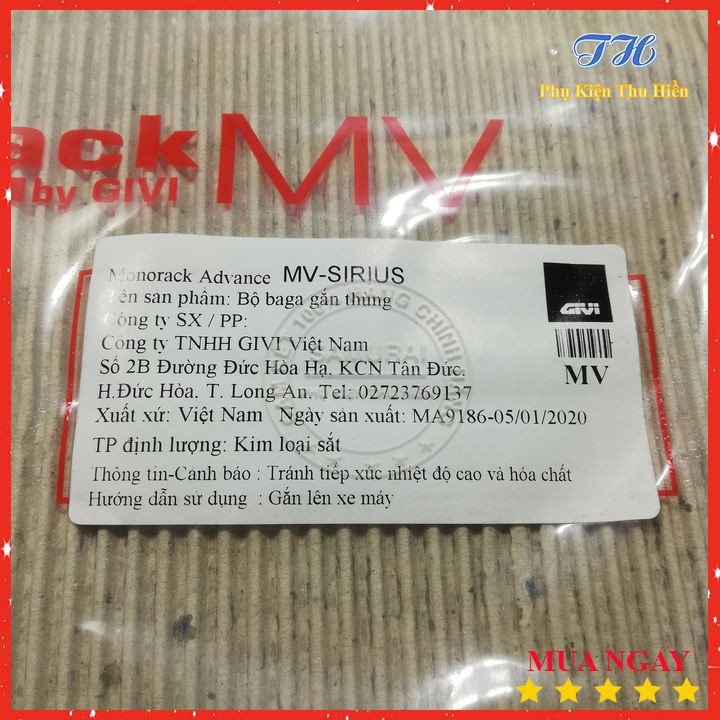 TH
Phụ Kiện Thu Hiền
ack MV
by GIVI
Monorack Advance MV-SIRIUS
Tên sản phẩm: Bộ baga gắn thùng
Công ty SX / PP:
Công ty TNHH GIVI Việt Nam
Số 2B Đường Đức Hòa Hạ. KCN Tân Đức.
H.Đức Hòa. T. Long An. Tel: 02723769137
Xuất xứ: Việt Nam Ngày sản xuất: MA9186-05/01/2020
TP định lượng: Kim loại sắt
Thông tin-Cảnh báo : Tránh tiếp xúc nhiệt độ cao và hóa chất
Hướng dẫn sử dụng : Gắn lên xe máy
GIVI
MV
MUA NGAY